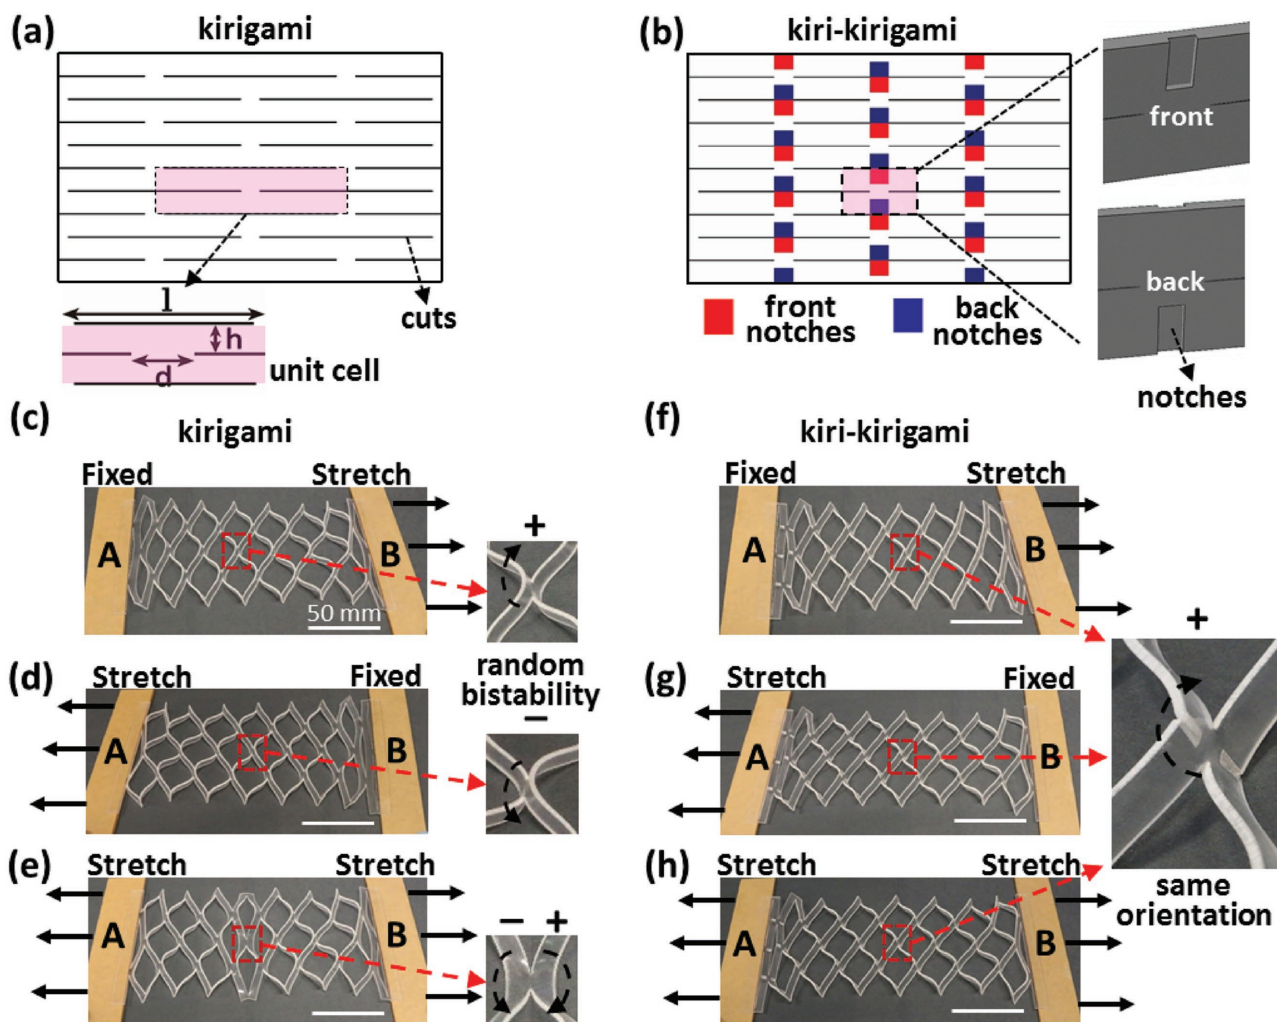 (a)
kirigami
l
h
d
unit cell
cuts
(b)
kiri-kirigami
front
notches
back
notches
front
back
notches
(c)
kirigami
Fixed
Stretch
A
B
50 mm
+
random
bistability
(d)
Stretch
Fixed
A
B
−
(e)
Stretch
Stretch
A
B
− +
(f)
kiri-kirigami
Fixed
Stretch
A
B
+
(g)
Stretch
Fixed
A
B
(h)
Stretch
Stretch
A
B
same
orientation